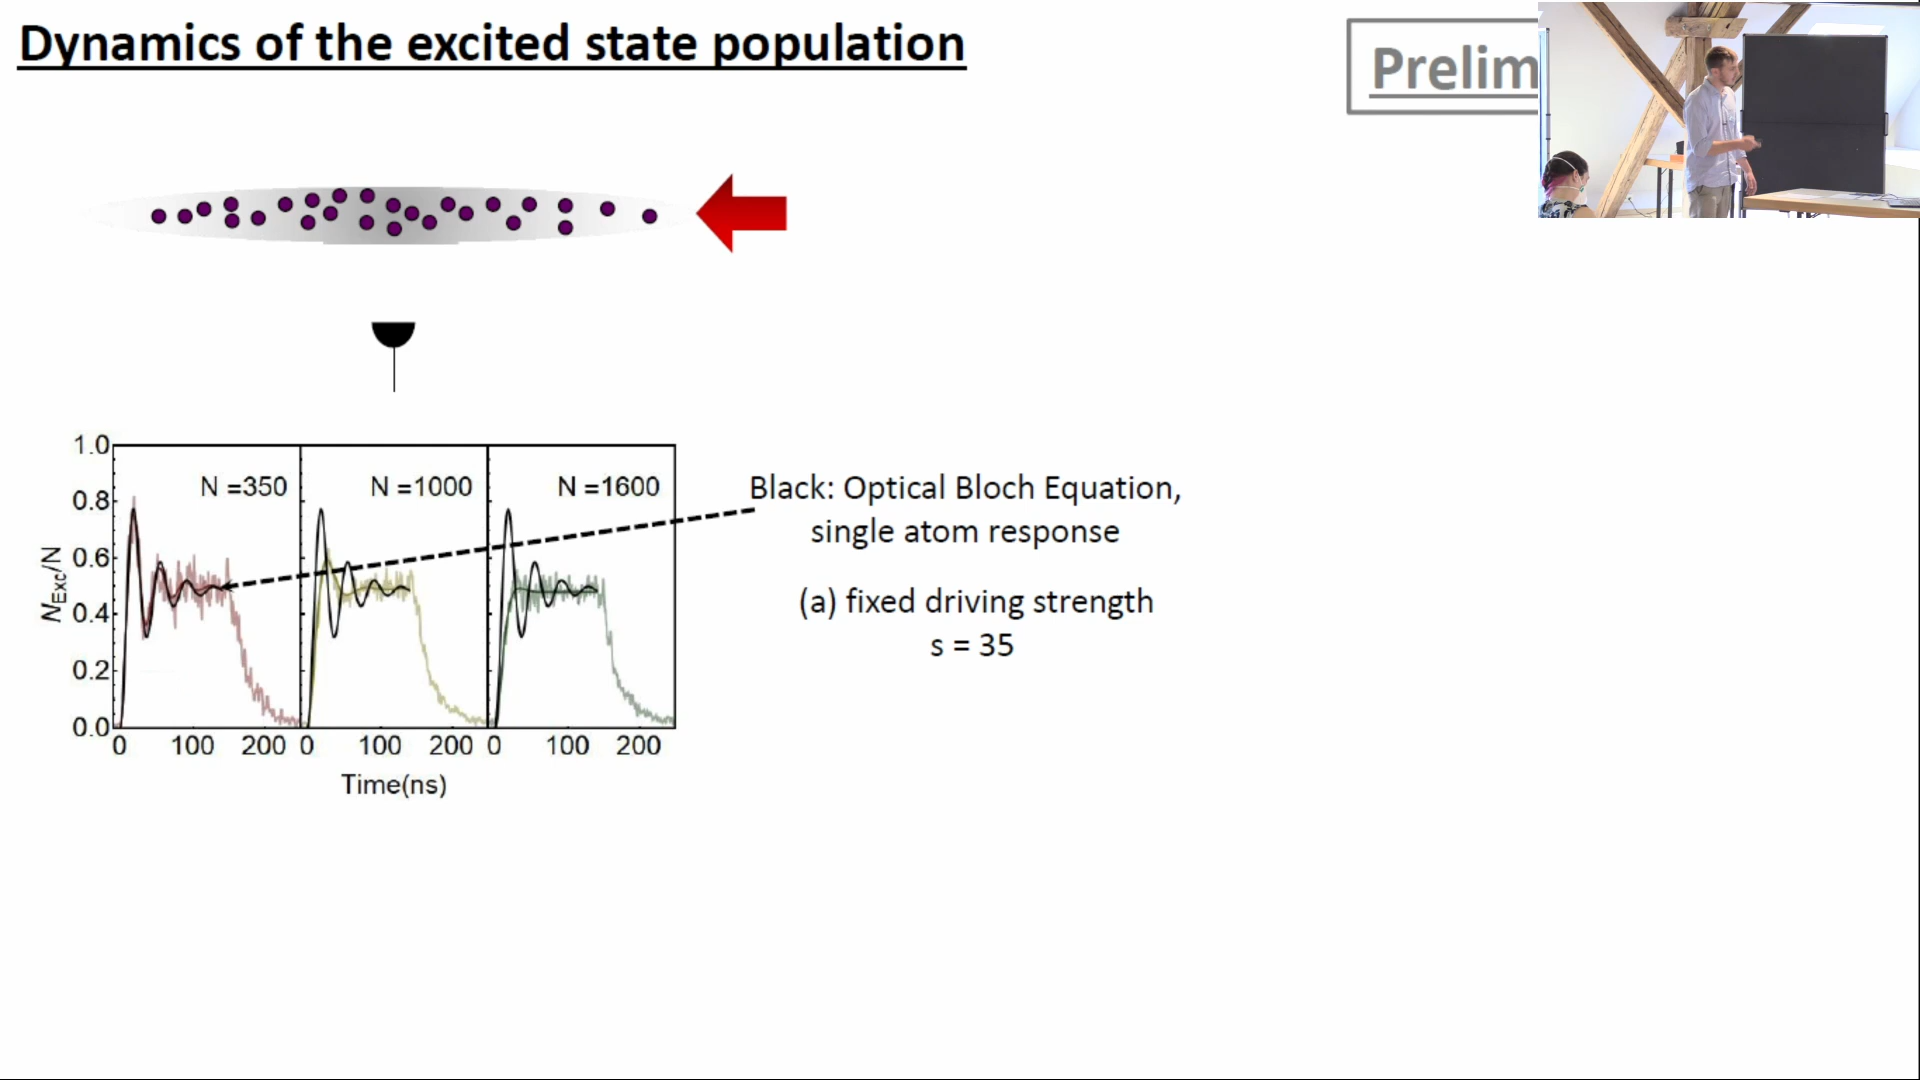 Dynamics of the excited state population
Prelim
1.0
0.8
0.6
0.4
0.2
0.0
N_Exc/N
N =350
N =1000
N =1600
0 100 200 0 100 200 0 100 200
Time(ns)
Black: Optical Bloch Equation,
single atom response
(a) fixed driving strength
s = 35